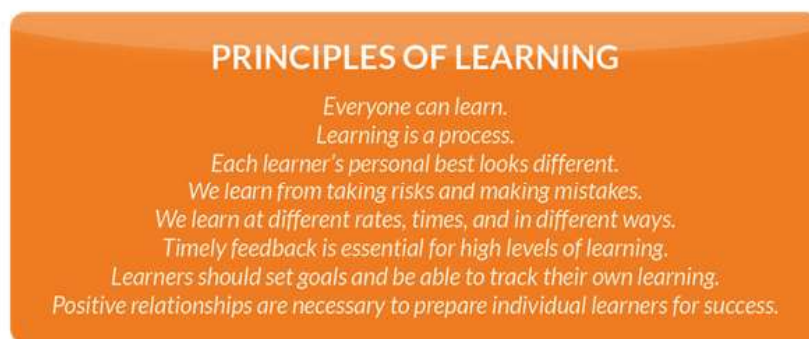 PRINCIPLES OF LEARNING
Everyone can learn.
Learning is a process.
Each learner's personal best looks different.
We learn from taking risks and making mistakes.
We learn at different rates, times, and in different ways.
Timely feedback is essential for high levels of learning.
Learners should set goals and be able to track their own learning.
Positive relationships are necessary to prepare individual learners for success.